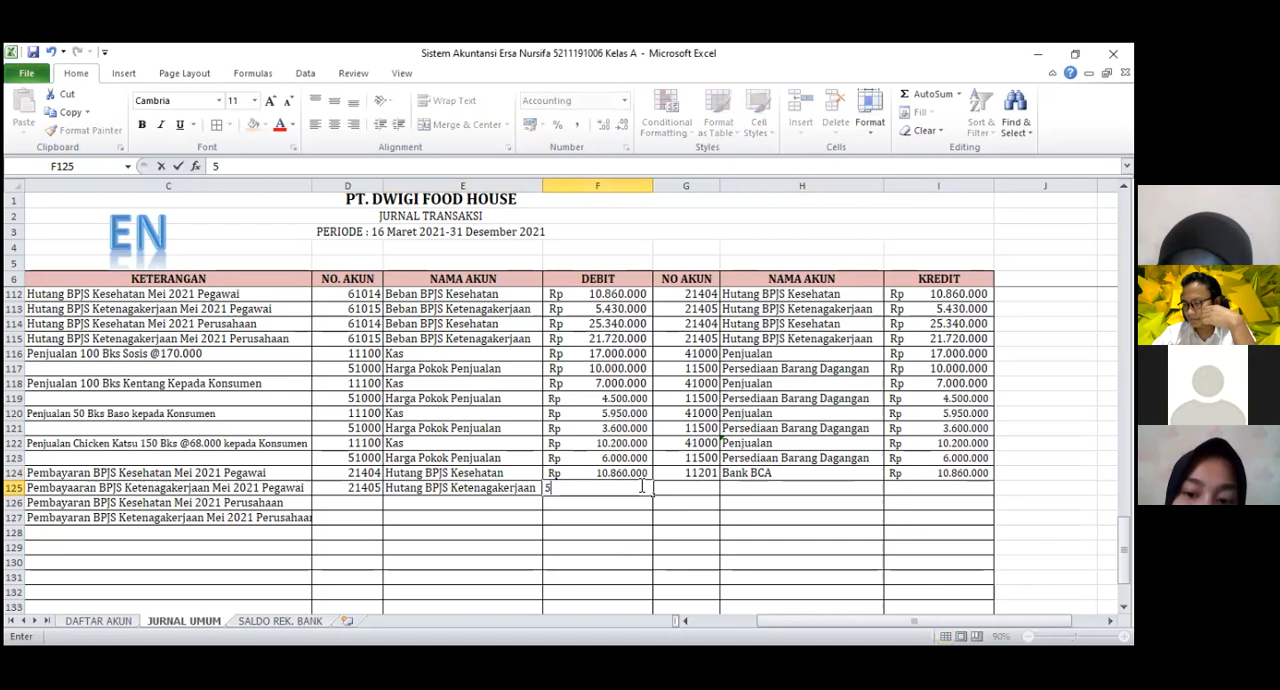 Sistem Akuntansi Ersa Nursifa 5211191006 Kelas A - Microsoft Excel
File Home Insert Page Layout Formulas Data Review View
Cut
Copy
Format Painter
Paste
Clipboard
Cambria 11
B I U
Font
Wrap Text
Merge & Center
Alignment
Accounting
Number
Conditional Formatting
Format as Table
Cell Styles
Styles
Insert Delete Format
Cells
AutoSum
Fill
Clear
Sort & Filter
Find & Select
Editing
F125 fx 5
C D E F G H I J
1 PT. DWIGI FOOD HOUSE
2 JURNAL TRANSAKSI
3 PERIODE : 16 Maret 2021-31 Desember 2021
EN
4
5
6 KETERANGAN NO. AKUN NAMA AKUN DEBIT NO AKUN NAMA AKUN KREDIT
112 Hutang BPJS Kesehatan Mei 2021 Pegawai 61014 Beban BPJS Kesehatan Rp 10.860.000 21404 Hutang BPJS Kesehatan Rp 10.860.000
113 Hutang BPJS Ketenagakerjaan Mei 2021 Pegawai 61015 Beban BPJS Ketenagakerjaan Rp 5.430.000 21405 Hutang BPJS Ketenagakerjaan Rp 5.430.000
114 Hutang BPJS Kesehatan Mei 2021 Perusahaan 61014 Beban BPJS Kesehatan Rp 25.340.000 21404 Hutang BPJS Kesehatan Rp 25.340.000
115 Hutang BPJS Ketenagakerjaan Mei 2021 Perusahaan 61015 Beban BPJS Ketenagakerjaan Rp 21.720.000 21405 Hutang BPJS Ketenagakerjaan Rp 21.720.000
116 Penjualan 100 Bks Sosis @170.000 11100 Kas Rp 17.000.000 41000 Penjualan Rp 17.000.000
117 51000 Harga Pokok Penjualan Rp 10.000.000 11500 Persediaan Barang Dagangan Rp 10.000.000
118 Penjualan 100 Bks Kentang Kepada Konsumen 11100 Kas Rp 7.000.000 41000 Penjualan Rp 7.000.000
119 51000 Harga Pokok Penjualan Rp 4.500.000 11500 Persediaan Barang Dagangan Rp 4.500.000
120 Penjualan 50 Bks Baso kepada Konsumen 11100 Kas Rp 5.950.000 41000 Penjualan Rp 5.950.000
121 51000 Harga Pokok Penjualan Rp 3.600.000 11500 Persediaan Barang Dagangan Rp 3.600.000
122 Penjualan Chicken Katsu 150 Bks @68.000 kepada Konsumen 11100 Kas Rp 10.200.000 41000 Penjualan Rp 10.200.000
123 51000 Harga Pokok Penjualan Rp 6.000.000 11500 Persediaan Barang Dagangan Rp 6.000.000
124 Pembayaran BPJS Kesehatan Mei 2021 Pegawai 21404 Hutang BPJS Kesehatan Rp 10.860.000 11201 Bank BCA Rp 10.860.000
125 Pembayaaran BPJS Ketenagakerjaan Mei 2021 Pegawai 21405 Hutang BPJS Ketenagakerjaan 5
126 Pembayaran BPJS Kesehatan Mei 2021 Perusahaan
127 Pembayaran BPJS Ketenagakerjaan Mei 2021 Perusahaan
128
129
130
131
132
133
DAFTAR AKUN JURNAL UMUM SALDO REK. BANK
Enter 90%